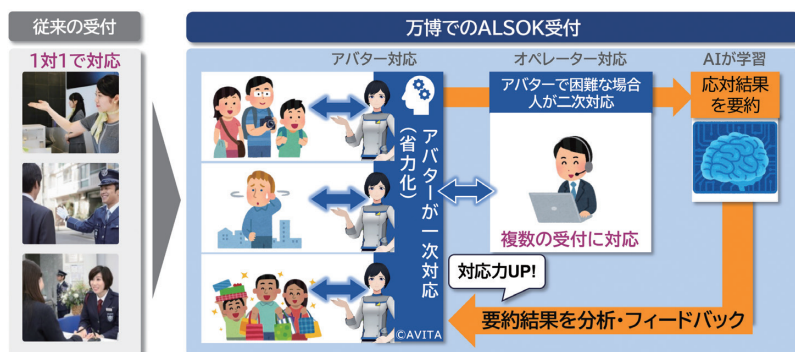 従来の受付
1対1で対応
万博でのALSOK受付
アバター対応
オペレーター対応
AIが学習
アバターが一次対応
(省力化)
アバターで困難な場合
人が二次対応
複数の受付に対応
応対結果
を要約
対応力UP!
要約結果を分析・フィードバック
©AVITA